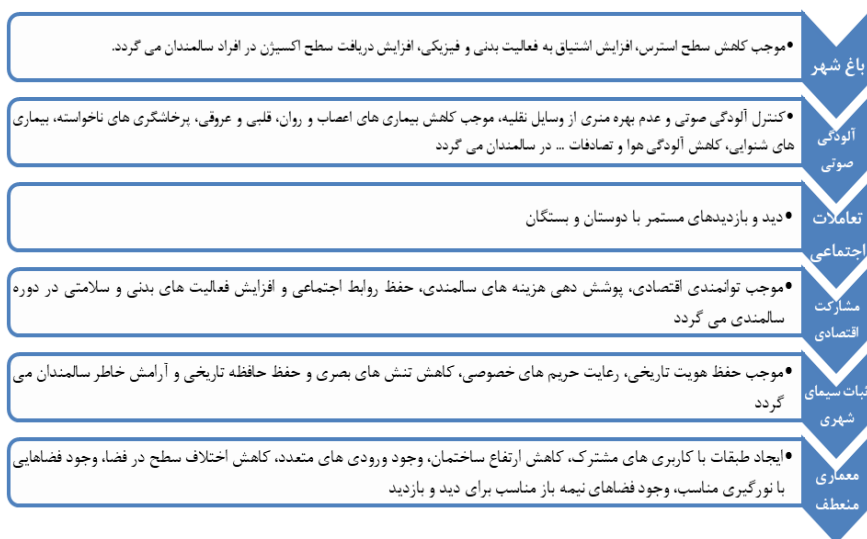 باغ شهر
•موجب کاهش سطح استرس، افزایش اشتیاق به فعالیت بدنی و فیزیکی، افزایش دریافت سطح اکسیژن در افراد سالمندان می گردد.
آلودگی
صوتی
•کنترل آلودگی صوتی و عدم بهره منری از وسایل نقلیه، موجب کاهش بیماری های اعصاب و روان، قلبی و عروقی، پرخاشگری های ناخواسته، بیماری
های شنوایی، کاهش آلودگی هوا و تصادفات ... در سالمندان می گردد
تعاملات
اجتماعی
•دید و بازدیدهای مستمر با دوستان و بستگان
مشارکت
اقتصادی
•موجب توانمندی اقتصادی، پوشش دهی هزینه های سالمندی، حفظ روابط اجتماعی و افزایش فعالیت های بدنی و سلامتی در دوره
سالمندی می گردد
ثبات سیمای
شهری
•موجب حفظ هویت تاریخی، رعایت حریم های خصوصی، کاهش تنش های بصری و حفظ حافظه تاریخی و آرامش خاطر سالمندان می
گردد
معماری
منعطف
•ایجاد طبقات با کاربری های مشترک، کاهش ارتفاع ساختمان، وجود ورودی های متعدد، کاهش اختلاف سطح در فضا، وجود فضاهایی
با نورگیری مناسب، وجود فضاهای نیمه باز مناسب برای دید و بازدید